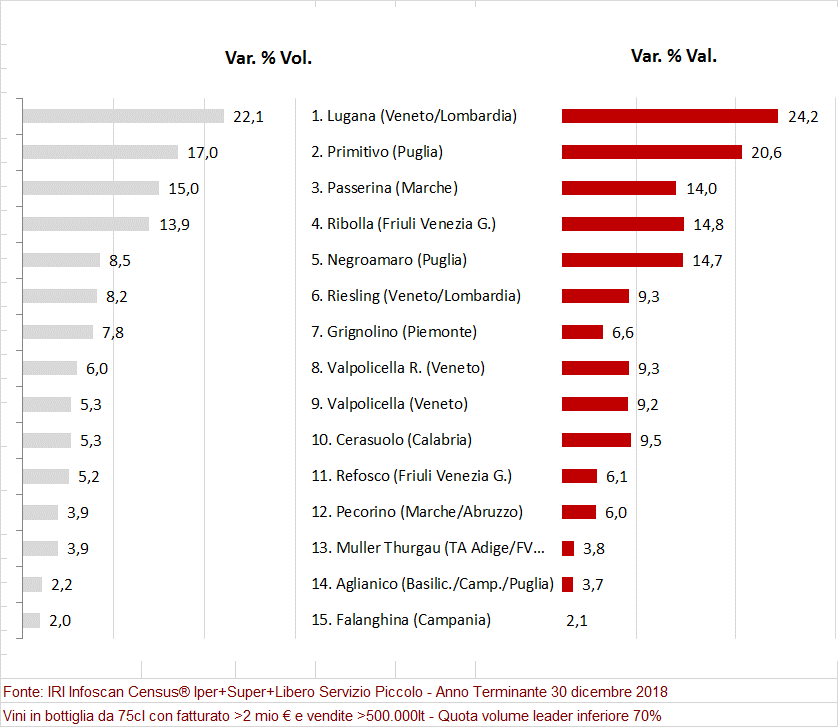 Var. % Vol. Var. % Val.
22,1 1. Lugana (Veneto/Lombardia) 24,2
17,0 2. Primitivo (Puglia) 20,6
15,0 3. Passerina (Marche) 14,0
13,9 4. Ribolla (Friuli Venezia G.) 14,8
8,5 5. Negroamaro (Puglia) 14,7
8,2 6. Riesling (Veneto/Lombardia) 9,3
7,8 7. Grignolino (Piemonte) 6,6
6,0 8. Valpolicella R. (Veneto) 9,3
5,3 9. Valpolicella (Veneto) 9,2
5,3 10. Cerasuolo (Calabria) 9,5
5,2 11. Refosco (Friuli Venezia G.) 6,1
3,9 12. Pecorino (Marche/Abruzzo) 6,0
3,9 13. Muller Thurgau (TA Adige/FV... 3,8
2,2 14. Aglianico (Basilic./Camp./Puglia) 3,7
2,0 15. Falanghina (Campania) 2,1
Fonte: IRI Infoscan Census® Iper+Super+Libero Servizio Piccolo - Anno Terminante 30 dicembre 2018
Vini in bottiglia da 75cl con fatturato >2 mio € e vendite >500.000lt - Quota volume leader inferiore 70%